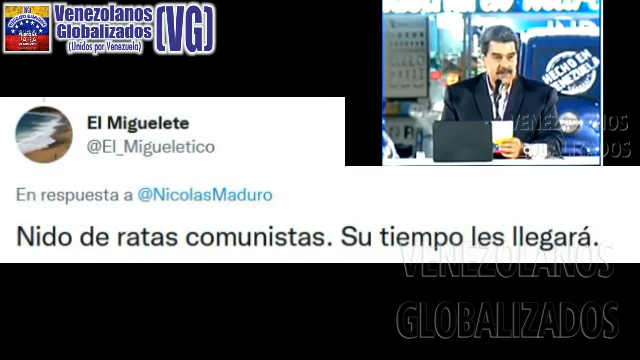 Venezolanos
Globalizados
(Unidos por Venezuela)
(VG)
HECHO EN
VENEZUELA
VENEZOLANOS
GLOBALIZADOS
El Miguelete
@El_Migueletico
En respuesta a @NicolasMaduro
Nido de ratas comunistas. Su tiempo les llegará.
VENEZOLANOS
GLOBALIZADOS